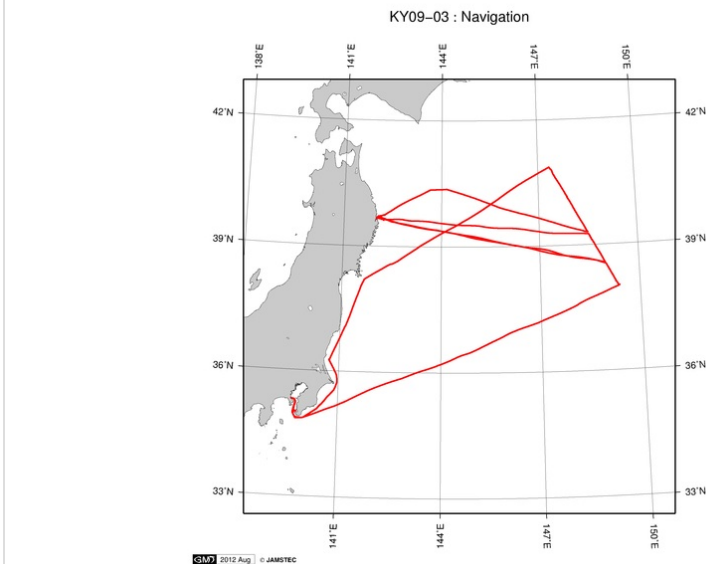 KY09−03 : Navigation
138˚E 141˚E 144˚E 147˚E 150˚E
42˚N 42˚N
39˚N 39˚N
36˚N 36˚N
33˚N 33˚N
141˚E 144˚E 147˚E 150˚E
GMD 2012 Aug © JAMSTEC